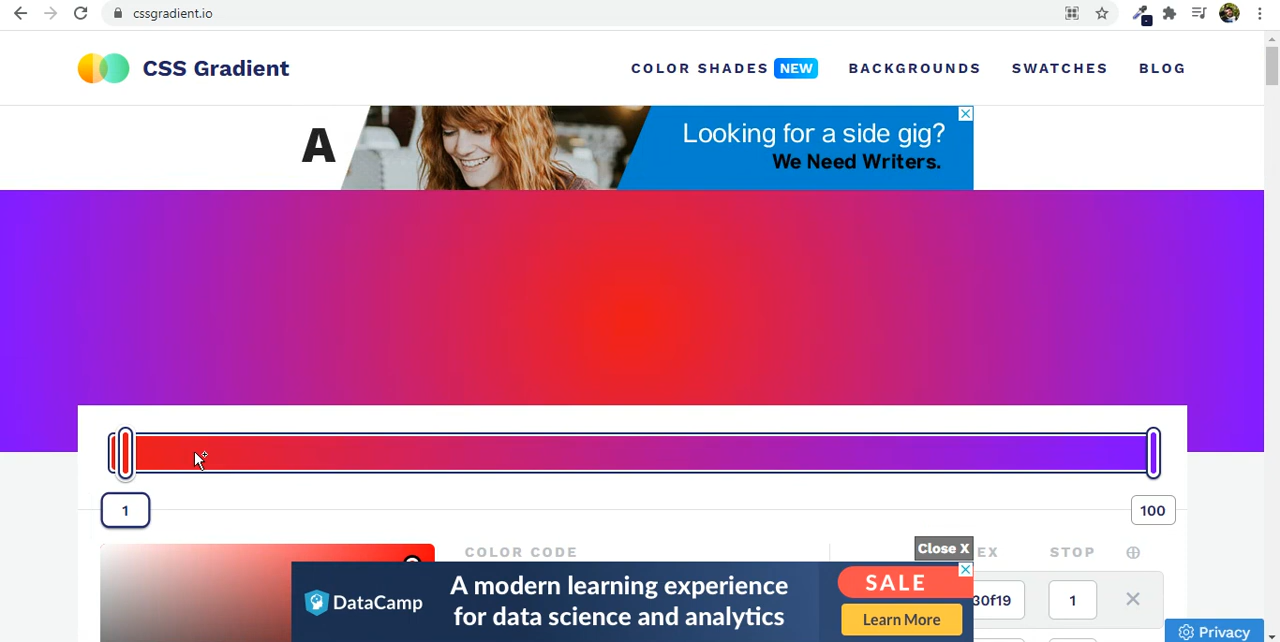 cssgradient.io
CSS Gradient
COLOR SHADES NEW BACKGROUNDS SWATCHES BLOG
A
Looking for a side gig?
We Need Writers.
1
100
COLOR CODE
Close X
EX
STOP
DataCamp
A modern learning experience
for data science and analytics
SALE
Learn More
30f19
1
Privacy